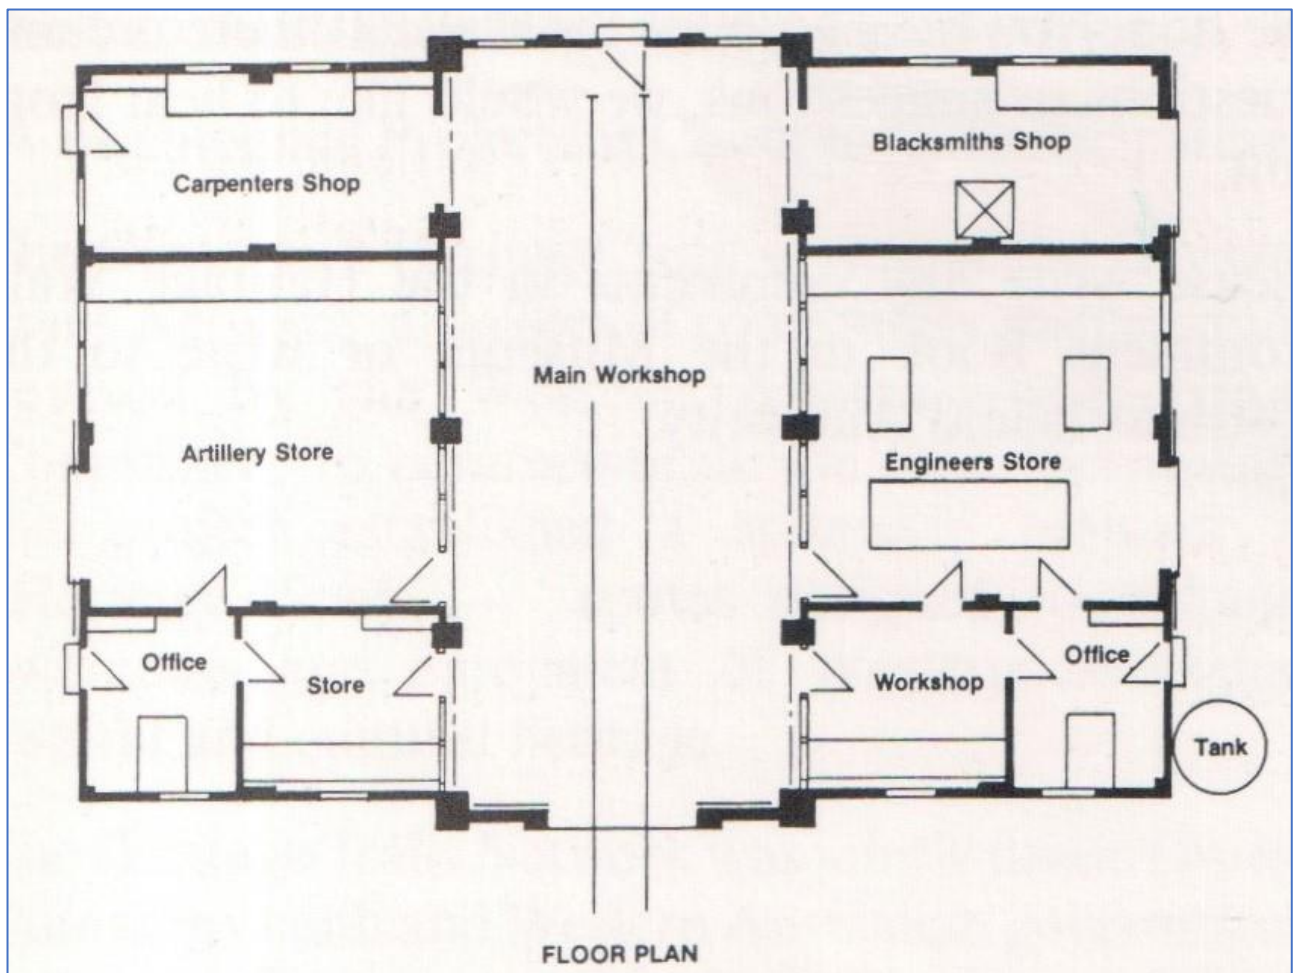 Blacksmiths Shop
Carpenters Shop
Main Workshop
Artillery Store
Engineers Store
Office
Store
Workshop
Office
Tank
FLOOR PLAN